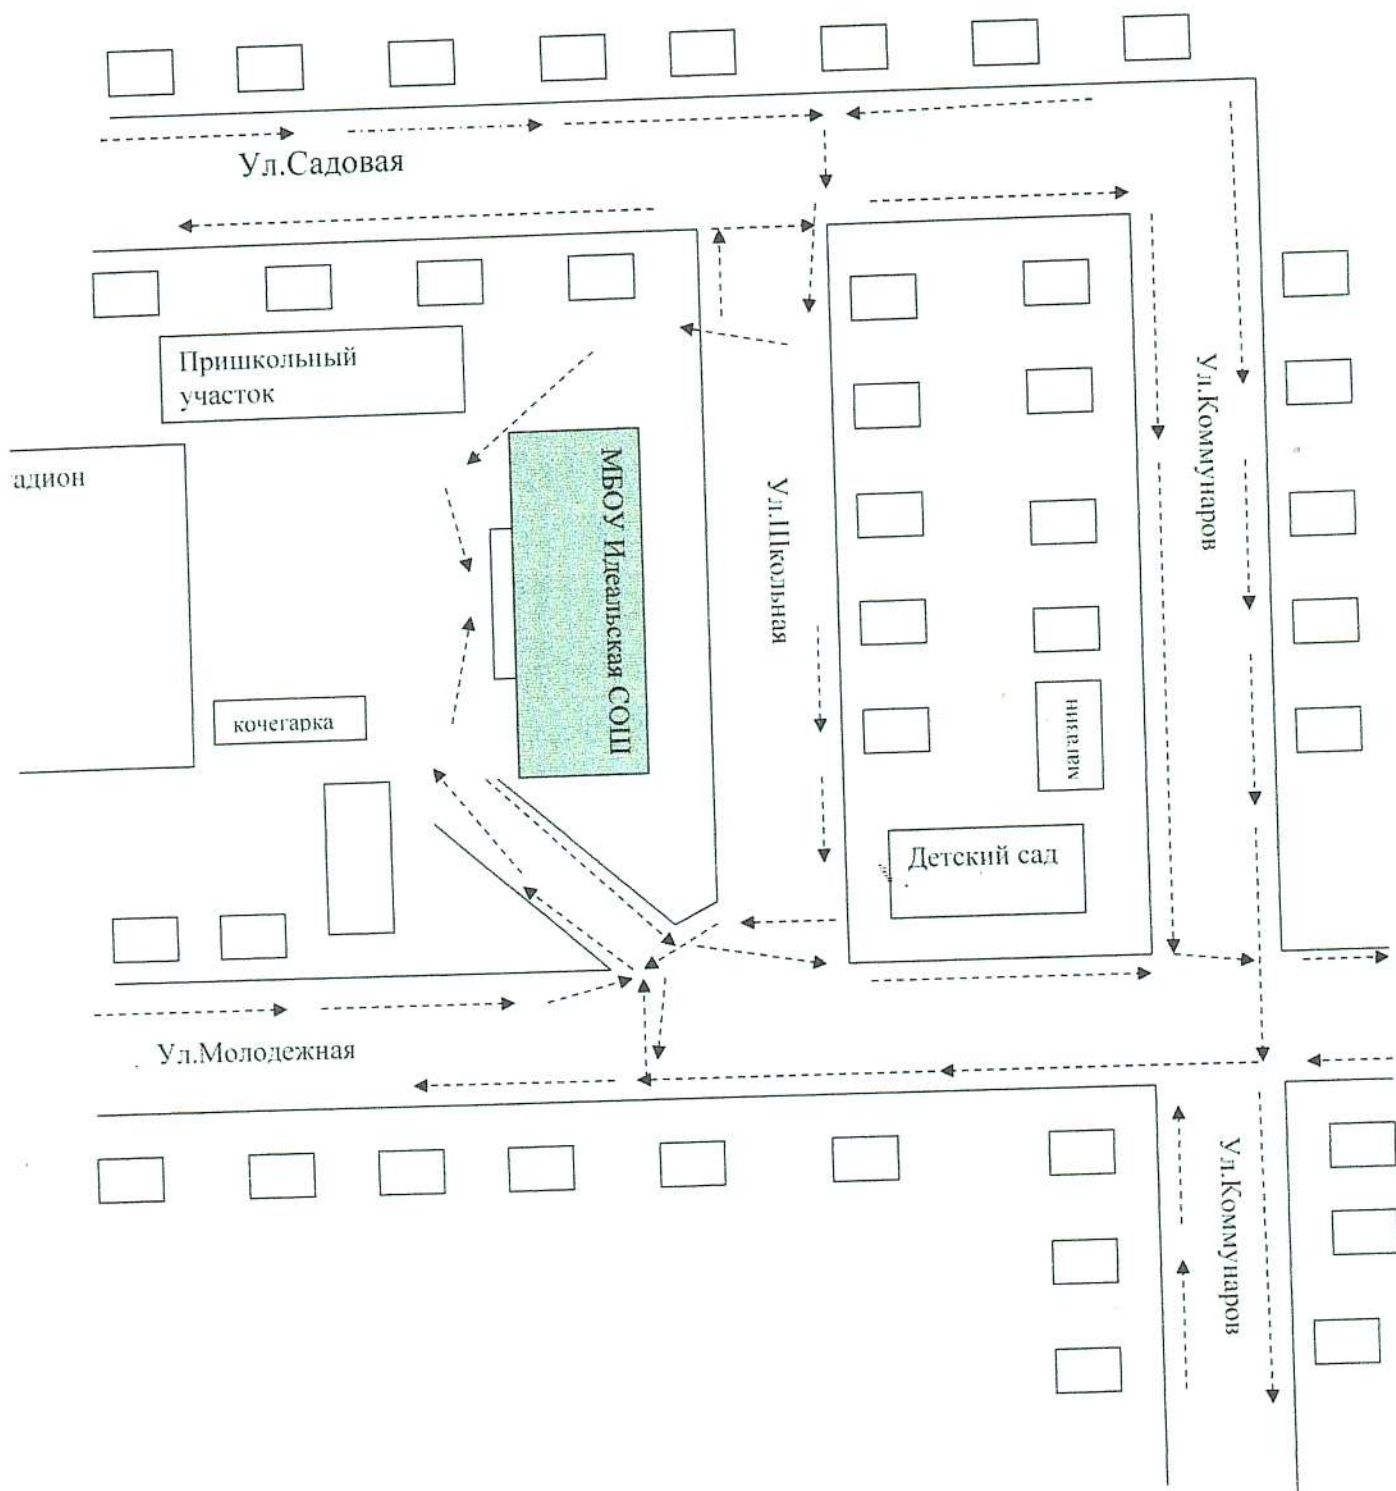 Ул.Садовая
Пришкольный
участок
адион
МБОУ Идеальская СОШ
Ул.Школьная
Ул.Коммунаров
кочегарка
магазин
Детский сад
Ул.Молодежная
Ул.Коммунаров